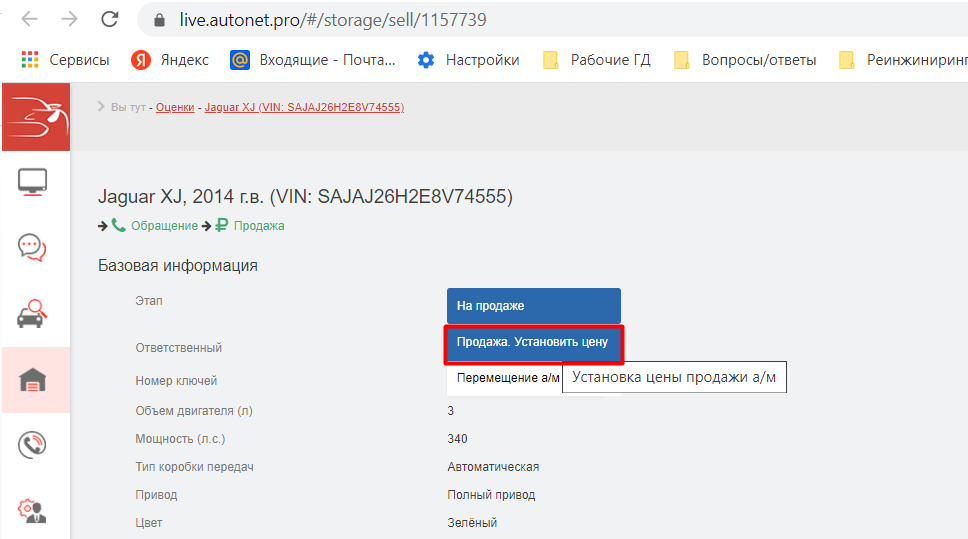 live.autonet.pro/#/storage/sell/1157739
Сервисы Яндекс Входящие - Почта... Настройки Рабочие ГД Вопросы/ответы Реинжиниринг
Вы тут - Оценки - Jaguar XJ (VIN: SAJAJ26H2E8V74555)
Jaguar XJ, 2014 г.в. (VIN: SAJAJ26H2E8V74555)
Обращение Продажа
Базовая информация
Этап На продаже
Ответственный Продажа. Установить цену
Номер ключей Перемещение а/м Установка цены продажи а/м
Объем двигателя (л) 3
Мощность (л.с.) 340
Тип коробки передач Автоматическая
Привод Полный привод
Цвет Зелёный